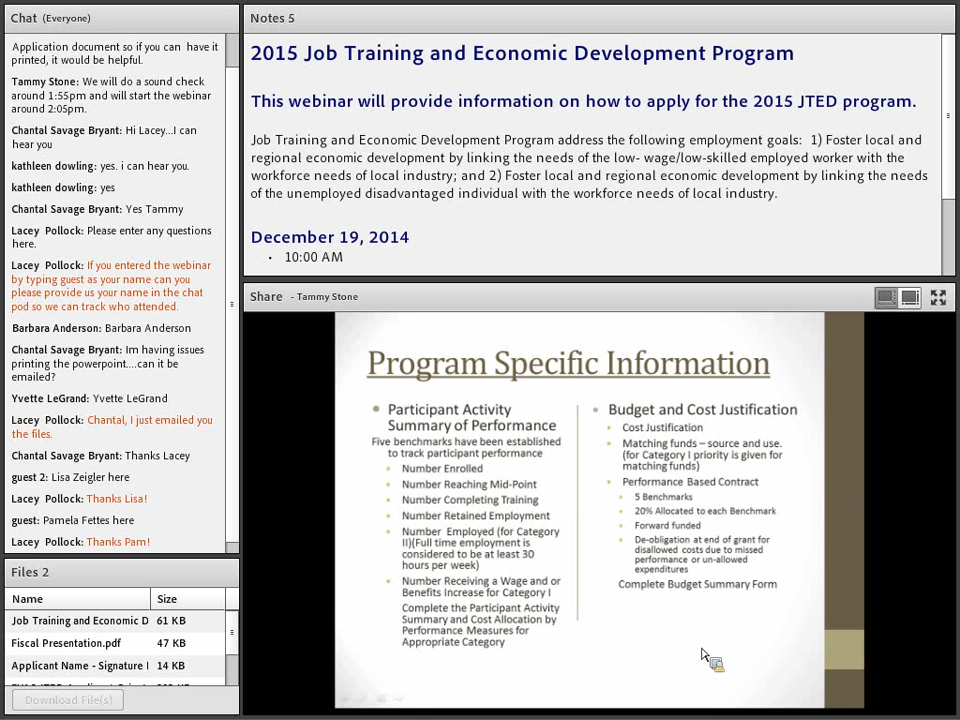 Chat (Everyone)
Application document so if you can have it
printed, it would be helpful.
Tammy Stone: We will do a sound check
around 1:55pm and will start the webinar
around 2:05pm.
Chantal Savage Bryant: Hi Lacey...I can
hear you
kathleen dowling: yes. i can hear you.
kathleen dowling: yes
Chantal Savage Bryant: Yes Tammy
Lacey Pollock: Please enter any questions
here.
Lacey Pollock: If you entered the webinar
by typing guest as your name can you
please provide us your name in the chat
pod so we can track who attended.
Barbara Anderson: Barbara Anderson
Chantal Savage Bryant: Im having issues
printing the powerpoint....can it be
emailed?
Yvette LeGrand: Yvette LeGrand
Lacey Pollock: Chantal, I just emailed you
the files.
Chantal Savage Bryant: Thanks Lacey
guest 2: Lisa Zeigler here
Lacey Pollock: Thanks Lisa!
guest: Pamela Fettes here
Lacey Pollock: Thanks Pam!
Files 2
Name Size
Job Training and Economic D 61 KB
Fiscal Presentation.pdf 47 KB
Applicant Name - Signature 14 KB
Download File(s)
Notes 5
2015 Job Training and Economic Development Program
This webinar will provide information on how to apply for the 2015 JTED program.
Job Training and Economic Development Program address the following employment goals: 1) Foster local and
regional economic development by linking the needs of the low- wage/low-skilled employed worker with the
workforce needs of local industry; and 2) Foster local and regional economic development by linking the needs
of the unemployed disadvantaged individual with the workforce needs of local industry.
December 19, 2014
• 10:00 AM
Share - Tammy Stone
Program Specific Information
• Participant Activity
Summary of Performance
Five benchmarks have been established
to track participant performance
• Number Enrolled
• Number Reaching Mid-Point
• Number Completing Training
• Number Retained Employment
• Number Employed (for Category
II)(Full time employment is
considered to be at least 30
hours per week)
• Number Receiving a Wage and or
Benefits Increase for Category I
Complete the Participant Activity
Summary and Cost Allocation by
Performance Measures for
Appropriate Category
• Budget and Cost Justification
• Cost Justification
• Matching funds – source and use.
(for Category I priority is given for
matching funds)
• Performance Based Contract
• 5 Benchmarks
• 20% Allocated to each Benchmark
• Forward funded
• De-obligation at end of grant for
disallowed costs due to missed
performance or un-allowed
expenditures
Complete Budget Summary Form